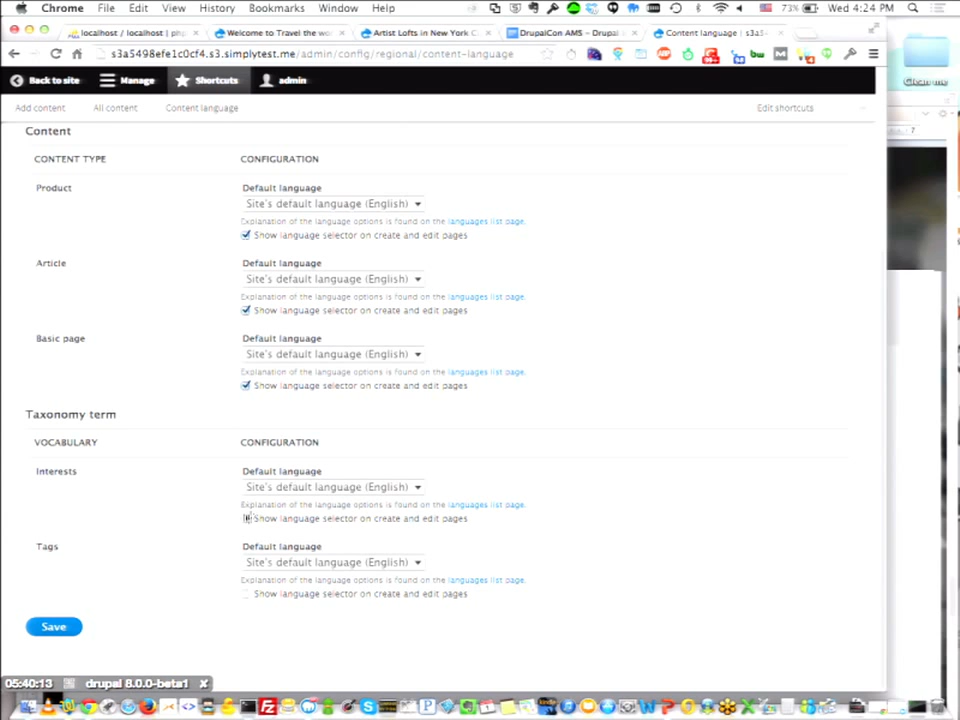 Chrome File Edit View History Bookmarks Window Help 73% Wed 4:24 PM
localhost / localhost | php Welcome to Travel the wo Artist Lofts in New York C DrupalCon AMS – Drupal Content language | s3a5
s3a5498efe1c0cf4.s3.simplytest.me/admin/config/regional/content-language
Back to site Manage Shortcuts admin
Clean me
Add content All content Content language Edit shortcuts
Content
CONTENT TYPE CONFIGURATION
Product Default language
Site's default language (English)
Explanation of the language options is found on the languages list page.
Show language selector on create and edit pages
Article Default language
Site's default language (English)
Explanation of the language options is found on the languages list page.
Show language selector on create and edit pages
Basic page Default language
Site's default language (English)
Explanation of the language options is found on the languages list page.
Show language selector on create and edit pages
Taxonomy term
VOCABULARY CONFIGURATION
Interests Default language
Site's default language (English)
Explanation of the language options is found on the languages list page.
Show language selector on create and edit pages
Tags Default language
Site's default language (English)
Explanation of the language options is found on the languages list page.
Show language selector on create and edit pages
Save
05:40:13 drupal 8.0.0-beta1 x